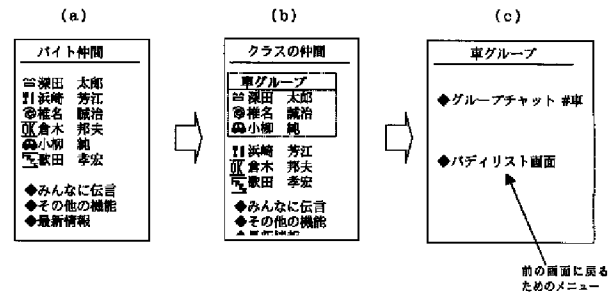 (a)
バイト仲間
深田 太郎
浜崎 芳江
椎名 誠治
OK 倉木 邦夫
小柳 純
歌田 孝宏
◆みんなに伝言
◆その他の機能
◆最新情報
(b)
クラスの仲間
車グループ
深田 太郎
椎名 誠治
小柳 純
浜崎 芳江
OK 倉木 邦夫
歌田 孝宏
◆みんなに伝言
◆その他の機能
(c)
車グループ
◆グループチャット #車
◆バディリスト画面
前の画面に戻る
ためのメニュー